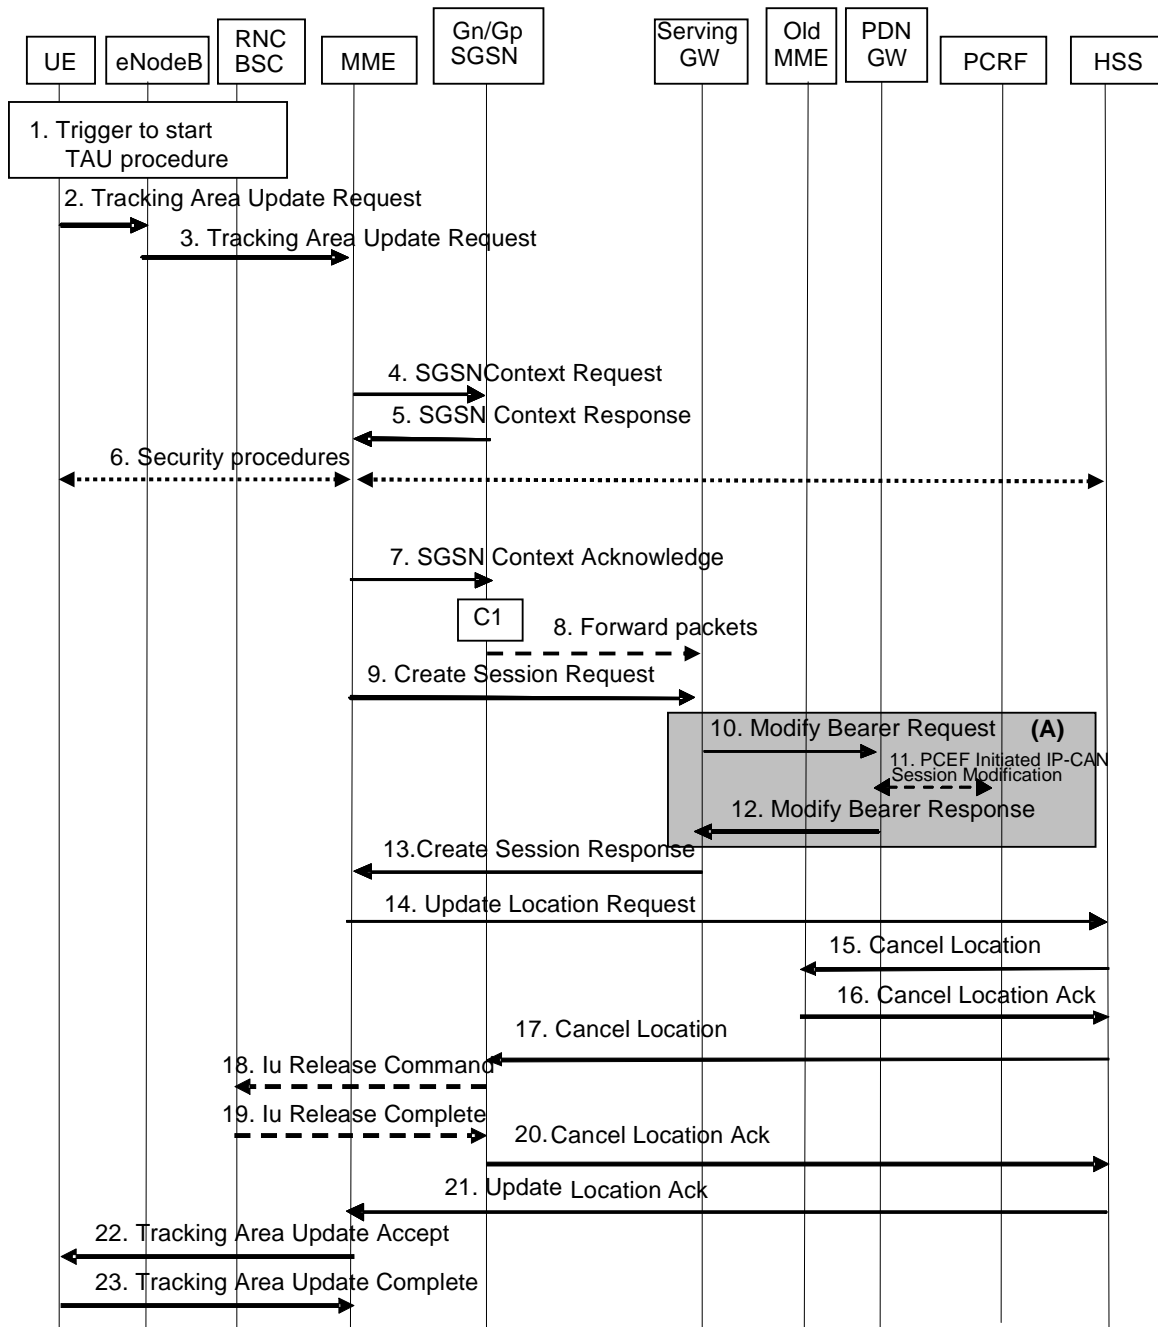 UE
eNodeB
RNC
BSC
MME
Gn/Gp
SGSN
Serving
GW
Old
MME
PDN
GW
PCRF
HSS
1. Trigger to start
TAU procedure
2. Tracking Area Update Request
3. Tracking Area Update Request
4. SGSNContext Request
5. SGSN Context Response
6. Security procedures
7. SGSN Context Acknowledge
C1
8. Forward packets
9. Create Session Request
10. Modify Bearer Request (A)
11. PCEF Initiated IP-CAN
Session Modification
12. Modify Bearer Response
13.Create Session Response
14. Update Location Request
15. Cancel Location
16. Cancel Location Ack
17. Cancel Location
18. Iu Release Command
19. Iu Release Complete
20. Cancel Location Ack
21. Update Location Ack
22. Tracking Area Update Accept
23. Tracking Area Update Complete